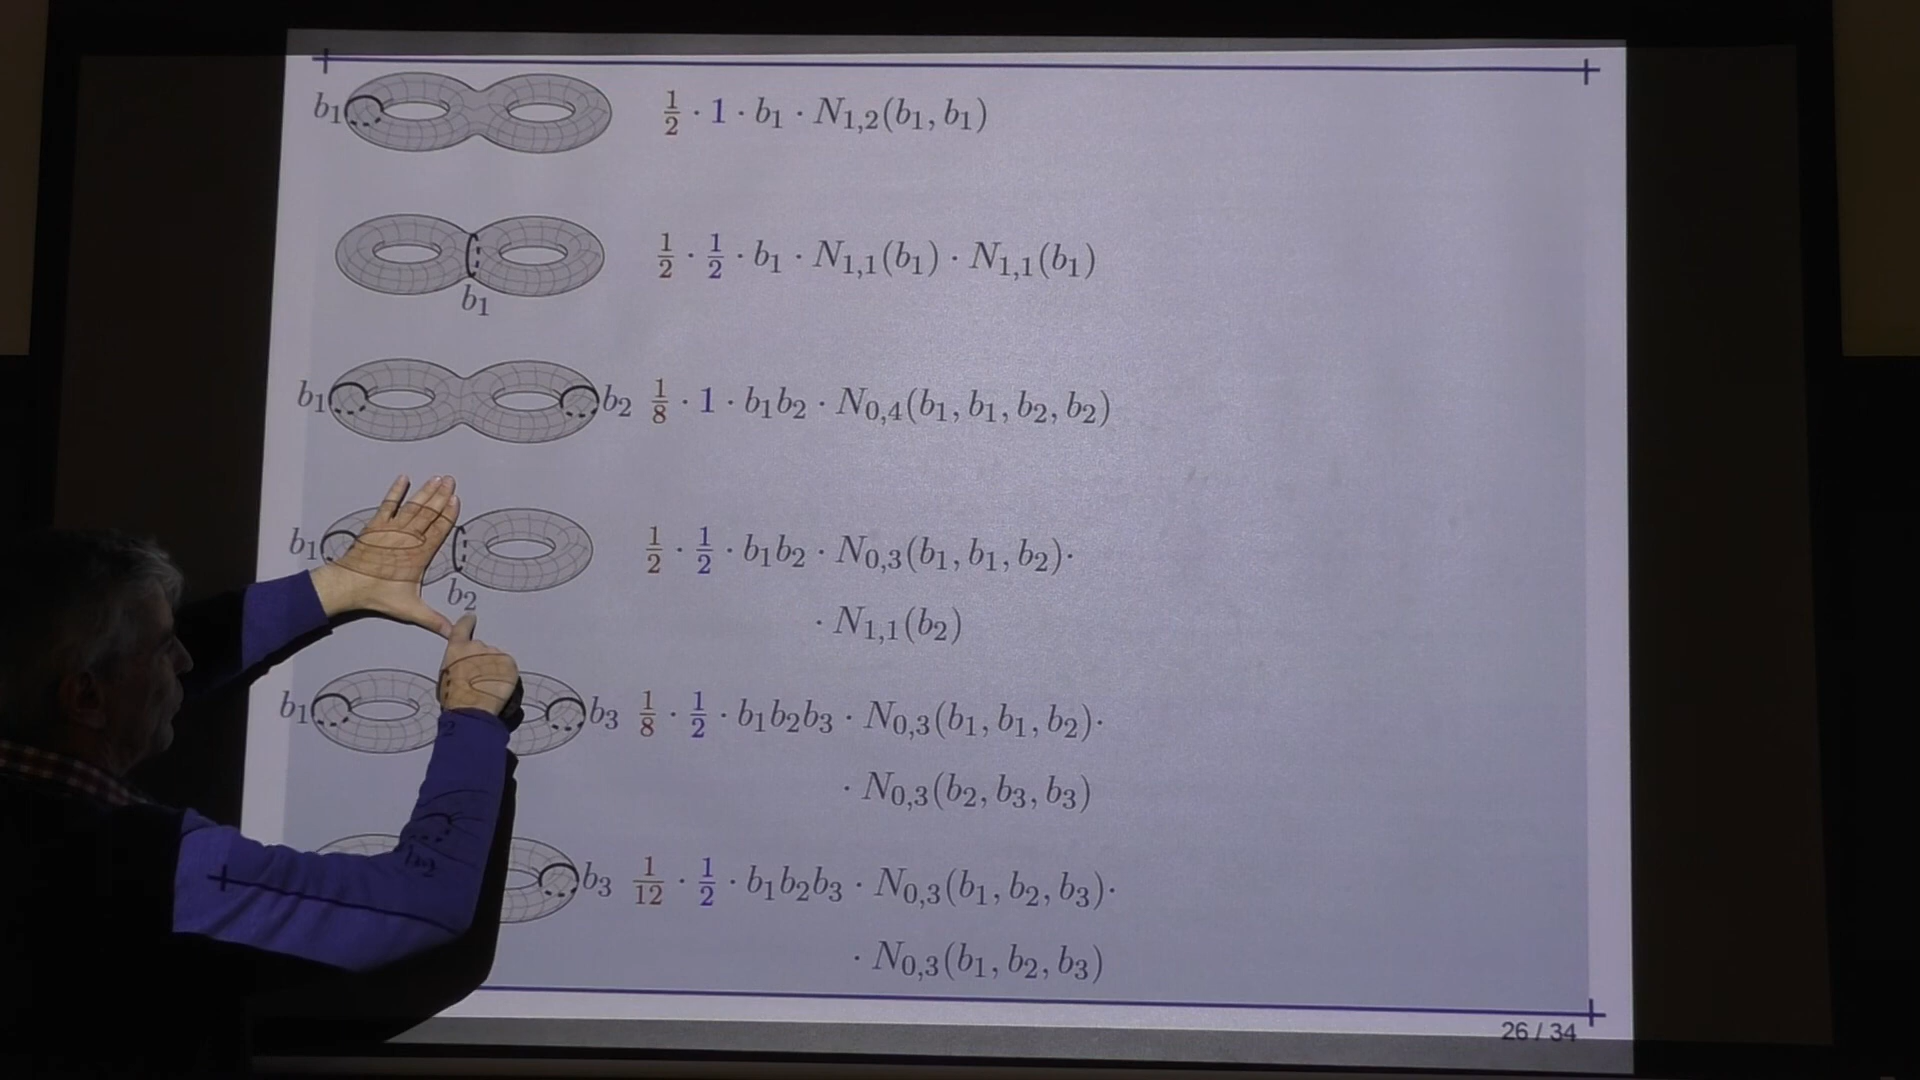 b₁ 1/2 · 1 · b₁ · N₁,₂(b₁, b₁)
1/2 · 1/2 · b₁ · N₁,₁(b₁) · N₁,₁(b₁)
b₁
b₁ b₂ 1/8 · 1 · b₁b₂ · N₀,₄(b₁, b₁, b₂, b₂)
b₁ 1/2 · 1/2 · b₁b₂ · N₀,₃(b₁, b₁, b₂)·
b₂
· N₁,₁(b₂)
b₁ b₃ 1/8 · 1/2 · b₁b₂b₃ · N₀,₃(b₁, b₁, b₂)·
· N₀,₃(b₂, b₃, b₃)
b₃ 1/12 · 1/2 · b₁b₂b₃ · N₀,₃(b₁, b₂, b₃)·
· N₀,₃(b₁, b₂, b₃)
26 / 34